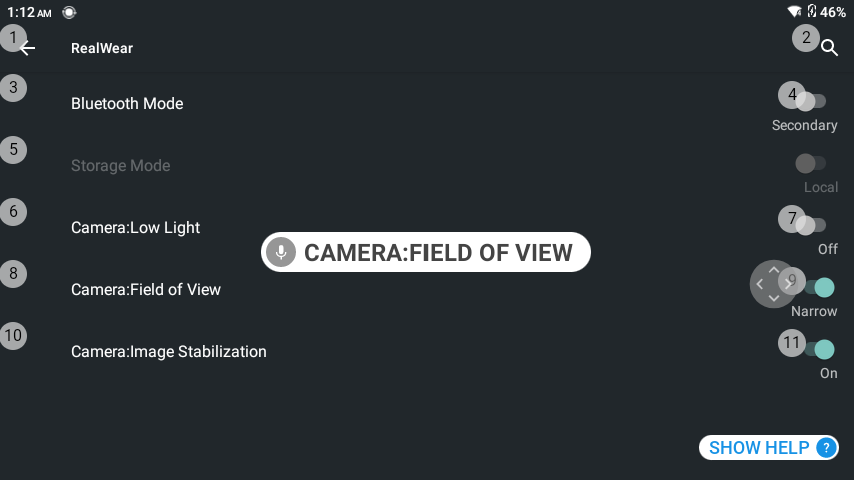 1:12 AM 46%
1 RealWear 2
3 Bluetooth Mode 4
Secondary
5 Storage Mode
Local
6 Camera:Low Light 7
Off
CAMERA:FIELD OF VIEW
8 Camera:Field of View 9
Narrow
10 Camera:Image Stabilization 11
On
SHOW HELP ?